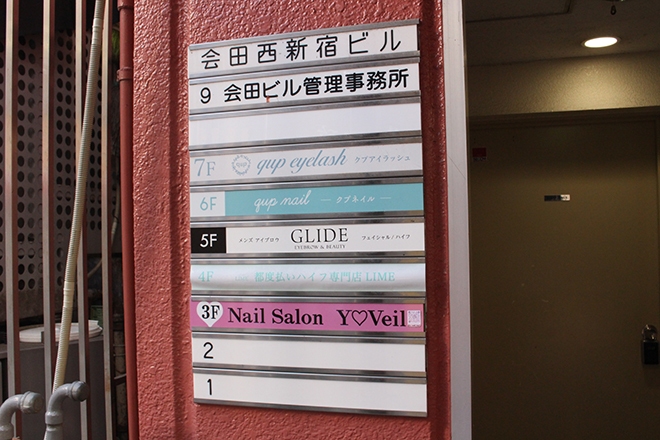 会田西新宿ビル
9 会田ビル管理事務所
7F qup eyelash クプアイラッシュ
6F qup nail ー クプネイル ー
5F メンズ アイブロウ GLIDE フェイシャル / ハイフ
EYEBROW & BEAUTY
4F 都度払いハイフ専門店 LIME
3F Nail Salon Y♡Veil
2
1